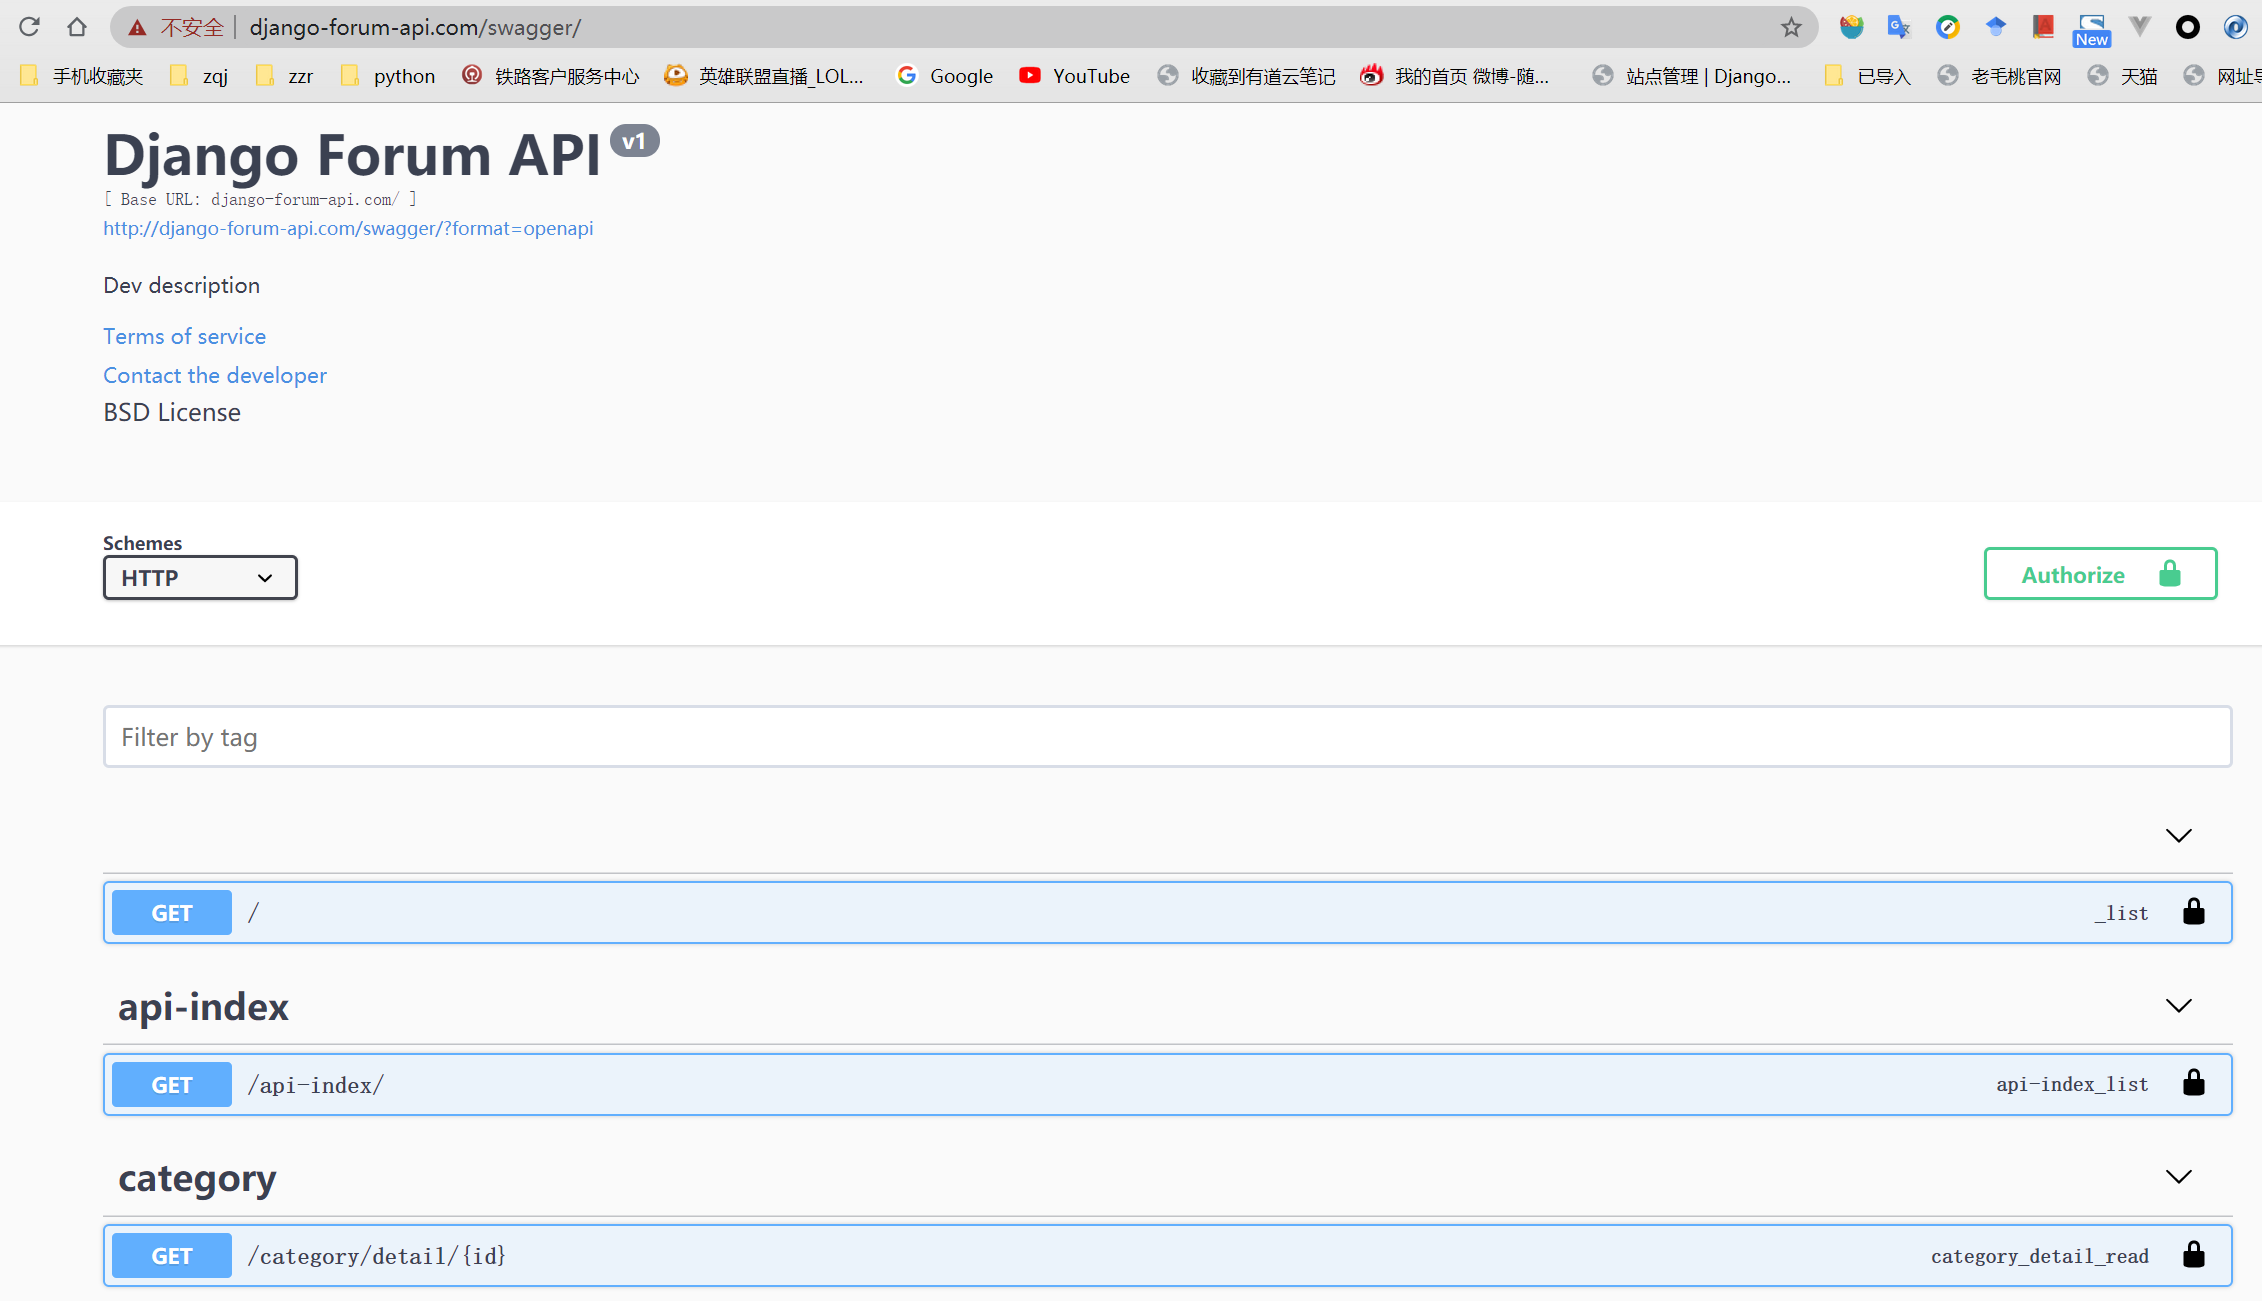 不安全 django-forum-api.com/swagger/
New
手机收藏夹 zqj zzr python 铁路客户服务中心 英雄联盟直播_LOL... Google YouTube 收藏到有道云笔记 我的首页 微博-随... 站点管理 | Django... 已导入 老毛桃官网 天猫 网址导
Django Forum API v1
[ Base URL: django-forum-api.com/ ]
http://django-forum-api.com/swagger/?format=openapi
Dev description
Terms of service
Contact the developer
BSD License
Schemes
HTTP
Authorize
Filter by tag
GET / _list
api-index
GET /api-index/ api-index_list
category
GET /category/detail/{id} category_detail_read